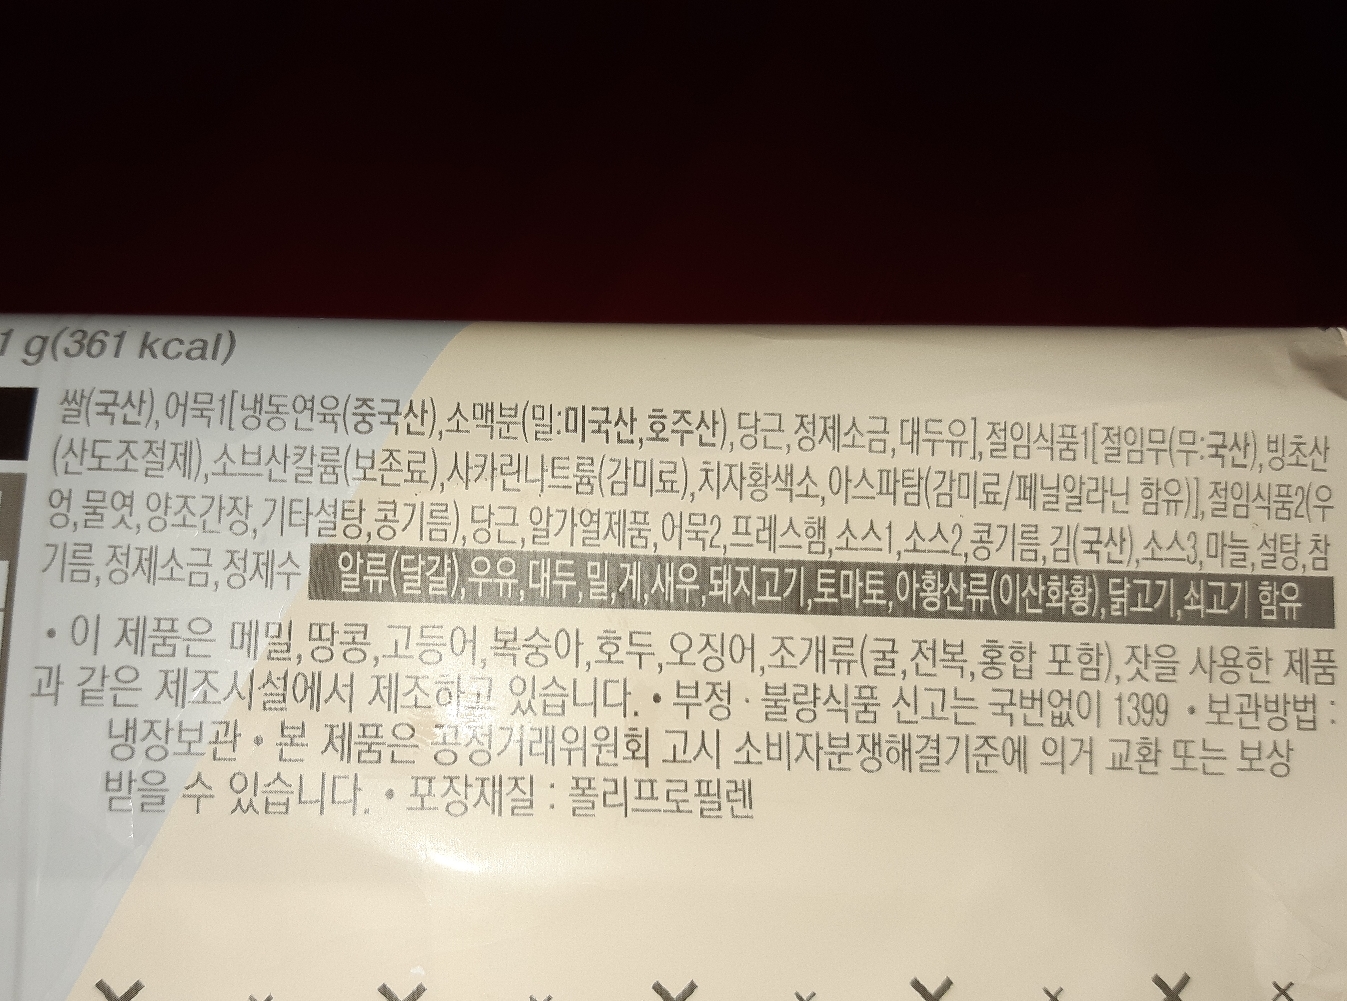 1 g(361 kcal)
쌀(국산),어묵1[냉동연육(중국산),소맥분(밀:미국산,호주산),당근,정제소금,대두유],절임식품1[절임무(무:국산),빙초산
(산도조절제),소브산칼륨(보존료),사카린나트륨(감미료),치자황색소,아스파탐(감미료/페닐알라닌 함유)],절임식품2(우
엉,물엿,양조간장,기타설탕,콩기름),당근,알가열제품,어묵2,프레스햄,소스1,소스2,콩기름,김(국산),소스3,마늘,설탕,참
기름,정제소금,정제수 알류(달걀),우유,대두,밀,게,새우,돼지고기,토마토,아황산류(이산화황),닭고기,쇠고기 함유
• 이 제품은 메밀,땅콩,고등어,복숭아,호두,오징어,조개류(굴,전복,홍합 포함),잣을 사용한 제품
과 같은 제조시설에서 제조하고 있습니다. • 부정 · 불량식품 신고는 국번없이 1399 • 보관방법 :
냉장보관 • 본 제품은 공정거래위원회 고시 소비자분쟁해결기준에 의거 교환 또는 보상
받을 수 있습니다. • 포장재질 : 폴리프로필렌